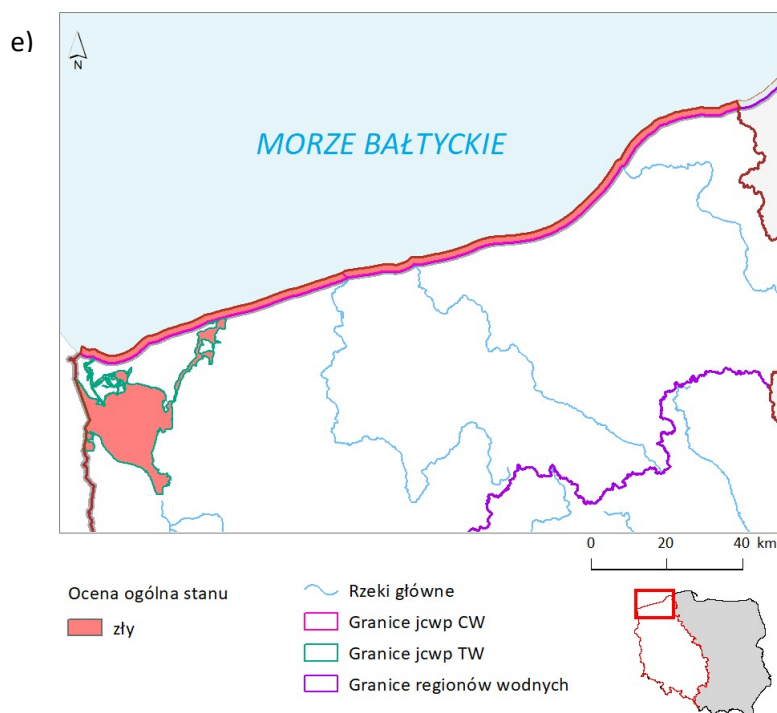 e)
N
MORZE BAŁTYCKIE
0 20 40 km
Ocena ogólna stanu
zły
Rzeki główne
Granice jcwp CW
Granice jcwp TW
Granice regionów wodnych